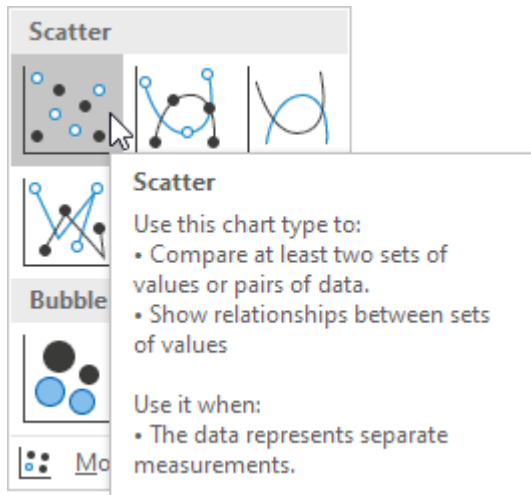 Scatter
Scatter
Use this chart type to:
• Compare at least two sets of
values or pairs of data.
• Show relationships between sets
of values
Use it when:
• The data represents separate
measurements.
Bubble
Mo